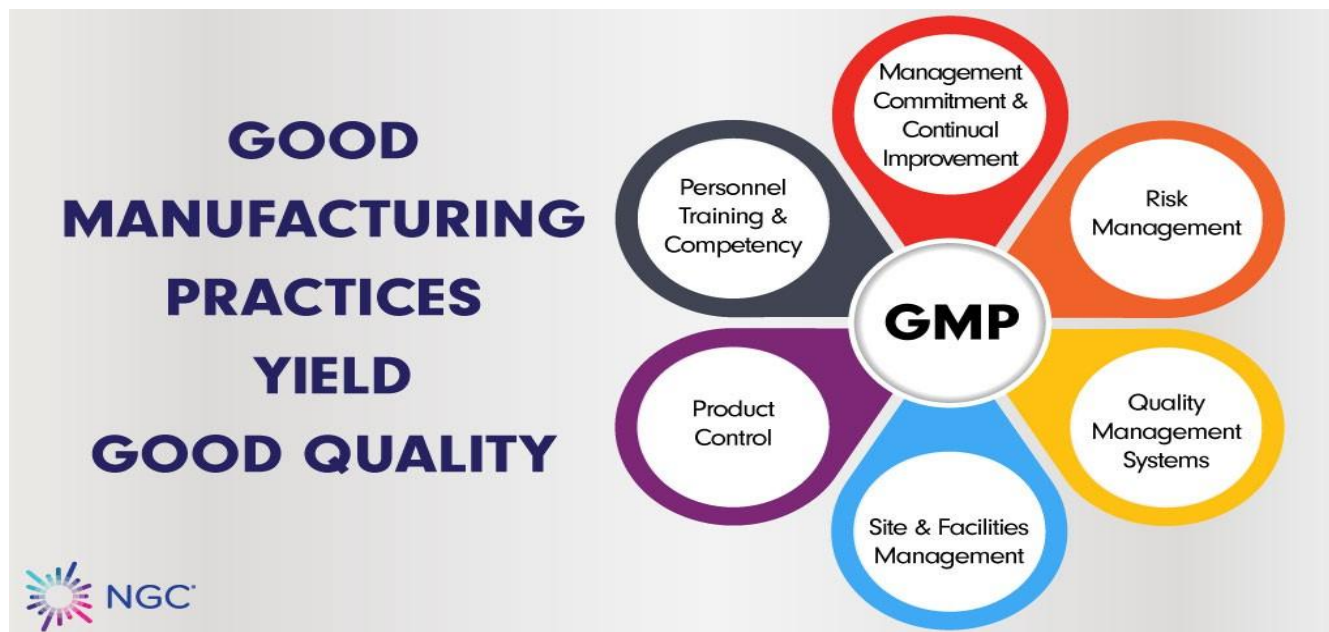 GOOD
MANUFACTURING
PRACTICES
YIELD
GOOD QUALITY
Management
Commitment &
Continual
Improvement
Risk
Management
Quality
Management
Systems
Site & Facilities
Management
Product
Control
Personnel
Training &
Competency
GMP
NGC